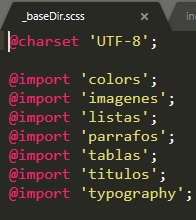 _baseDir.scss
in
@charset 'UTF-8';
@import 'colors';
@import 'imagenes';
@import 'listas';
@import 'parrafos';
@import 'tablas';
@import 'titulos';
@import 'typography';